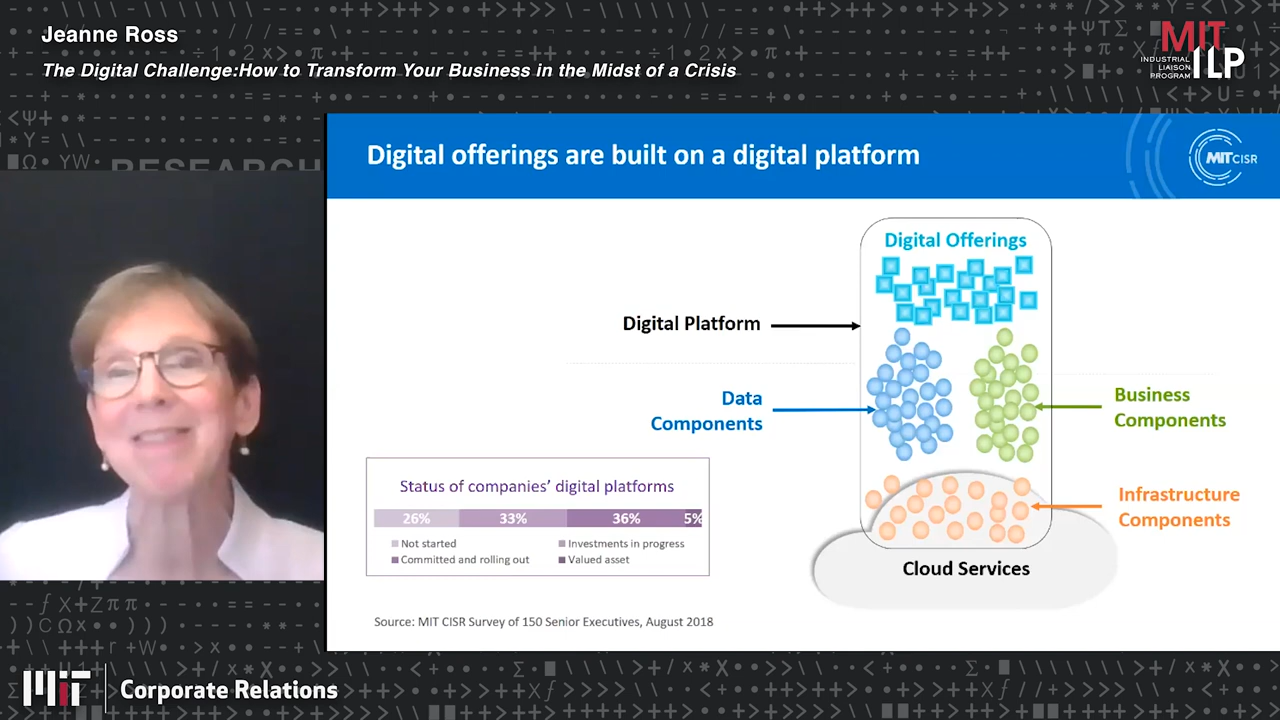 Jeanne Ross
The Digital Challenge:How to Transform Your Business in the Midst of a Crisis
MIT
INDUSTRIAL
LIAISON
PROGRAM
ILP
RESEARCH
Digital offerings are built on a digital platform
MIT CISR
Digital Offerings
Digital Platform
Data
Components
Business
Components
Status of companies’ digital platforms
26% 33% 36% 5%
Not started Investments in progress
Committed and rolling out Valued asset
Infrastructure
Components
Cloud Services
Source: MIT CISR Survey of 150 Senior Executives, August 2018
MIT
Corporate Relations